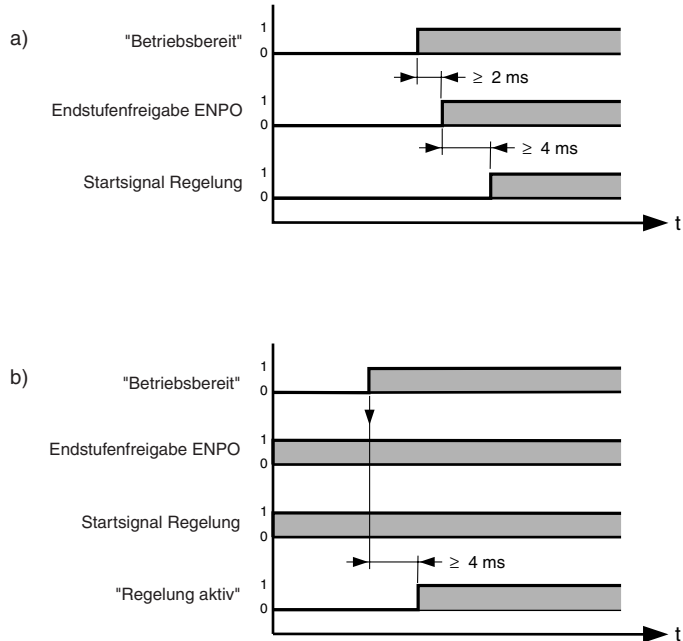 a)
"Betriebsbereit"
1
0
≥ 2 ms
Endstufenfreigabe ENPO
1
0
≥ 4 ms
Startsignal Regelung
1
0
t
b)
"Betriebsbereit"
1
0
Endstufenfreigabe ENPO
1
0
Startsignal Regelung
1
0
≥ 4 ms
"Regelung aktiv"
1
0
t